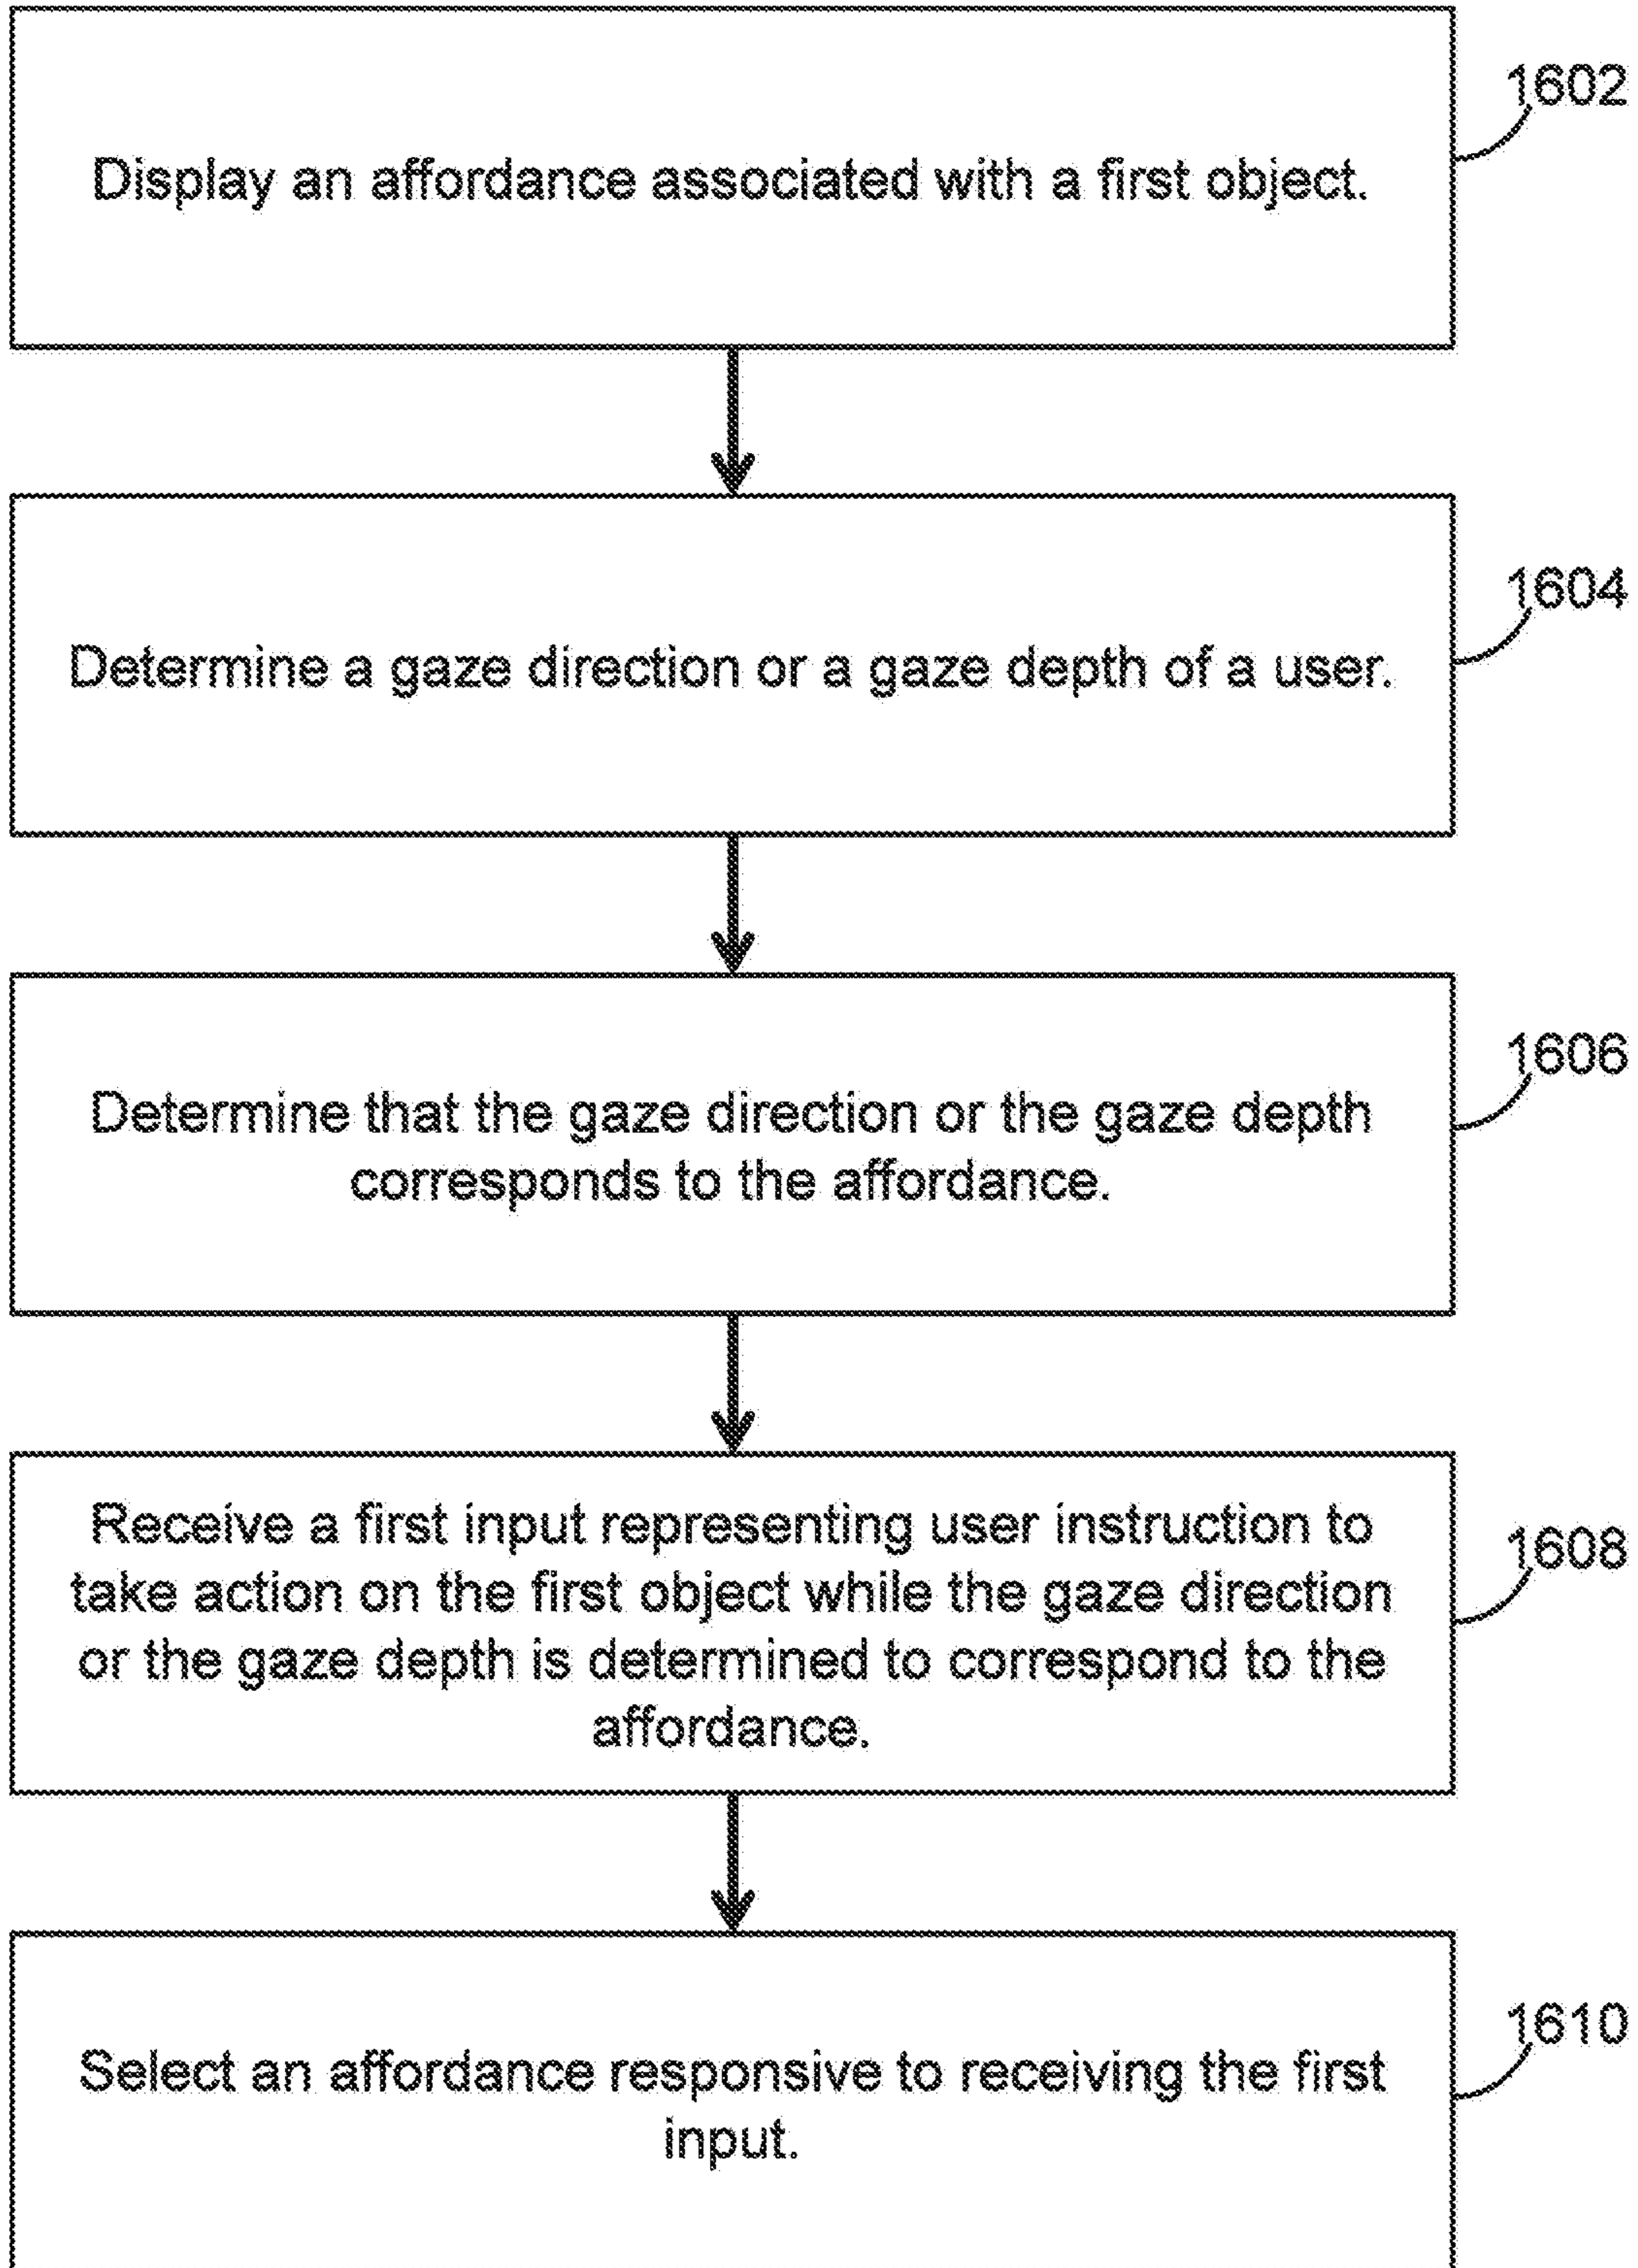 1602
Display an affordance associated with a first object.
1604
Determine a gaze direction or a gaze depth of a user.
1606
Determine that the gaze direction or the gaze depth
corresponds to the affordance.
1608
Receive a first input representing user instruction to
take action on the first object while the gaze direction
or the gaze depth is determined to correspond to the
affordance.
1610
Select an affordance responsive to receiving the first
input.